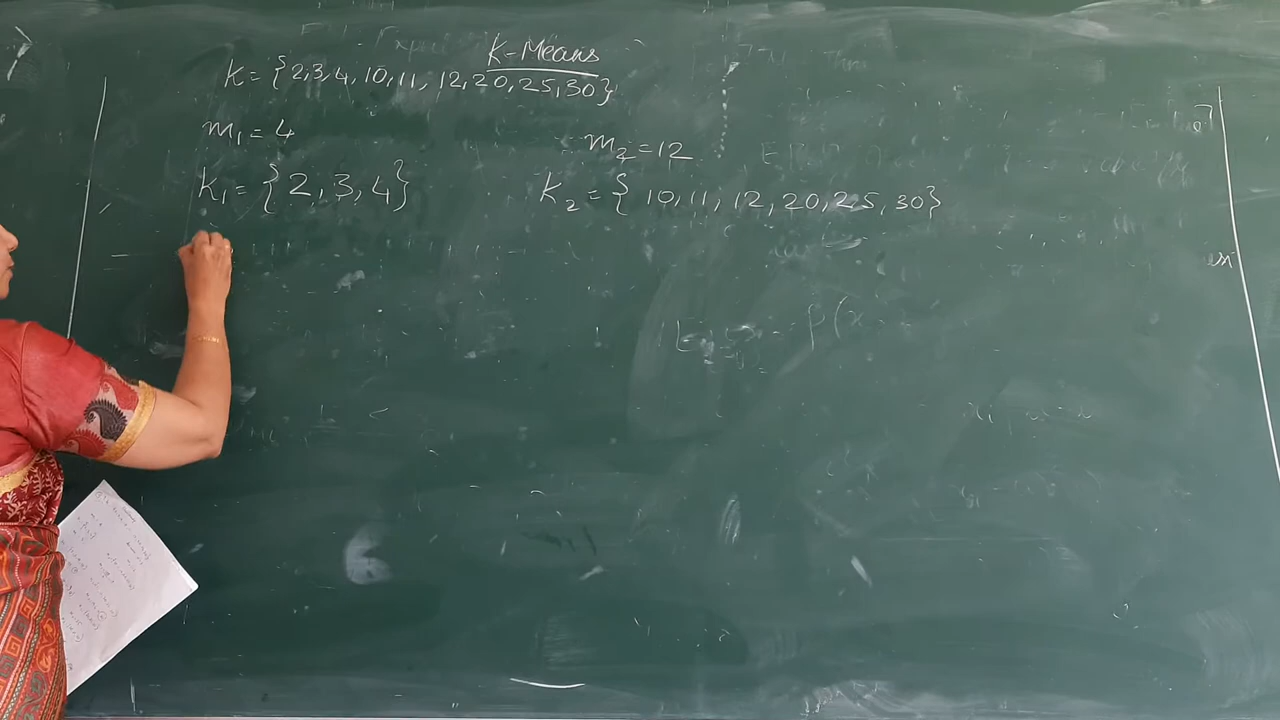 K-Means
K = {2,3,4, 10,11, 12,20,25,30}
m₁ = 4
m₂ = 12
K₁ = {2,3,4}
K₂ = { 10,11, 12, 20,25,30}
P(x